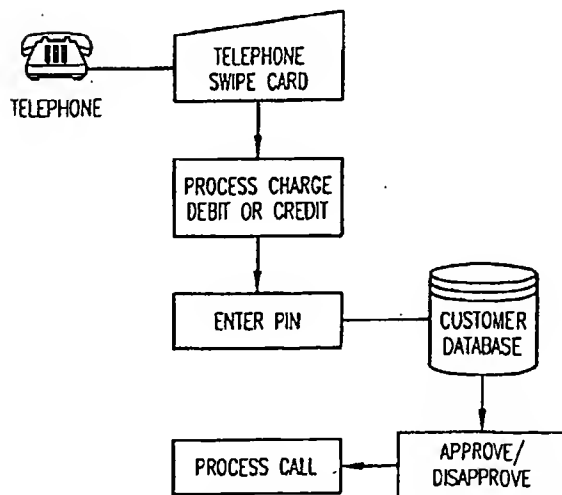 TELEPHONE
SWIPE CARD
TELEPHONE
PROCESS CHARGE
DEBIT OR CREDIT
ENTER PIN
CUSTOMER
DATABASE
APPROVE/
DISAPPROVE
PROCESS CALL